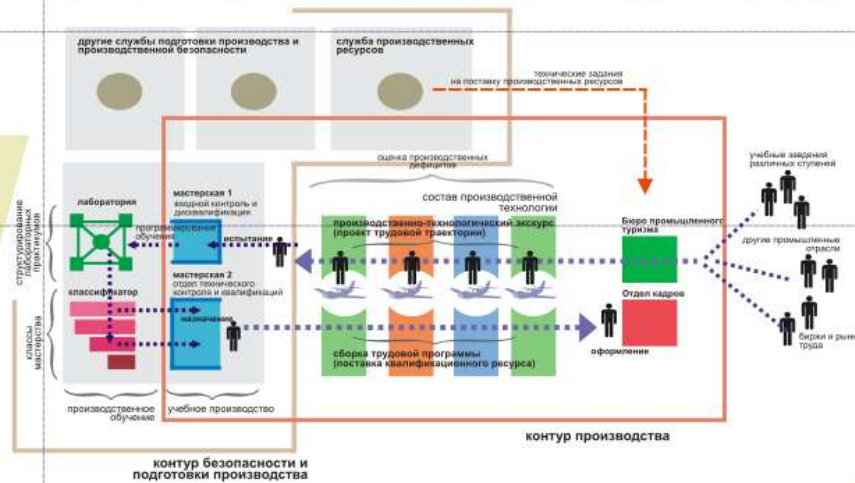 другие службы подготовки производства и
производственной безопасности
служба производственных
ресурсов
технические задания
на поставку производственных ресурсов
оценка производственных
дефицитов
состав производственной
технологии
учебные завдения
различных ступеней
лаборатория
мастерская 1
входной контроль и
дисквалификация
программирование
обучения
испытание
производственно-технологический экскурс
(проект трудовой траектории)
Бюро промышленного
туризма
другие промышленные
отрасли
структурирование
лабораторных
практикумов
мастерская 2
отдел технического
контроля и квалификаций
классификатор
назначение
Отдел кадров
классы
мастерства
сборка трудовой программы
(поставка квалификационного ресурса)
оформление
биржи и рынки
труда
производственное
обучение
учебное производство
контур производства
контур безопасности и
подготовки производства